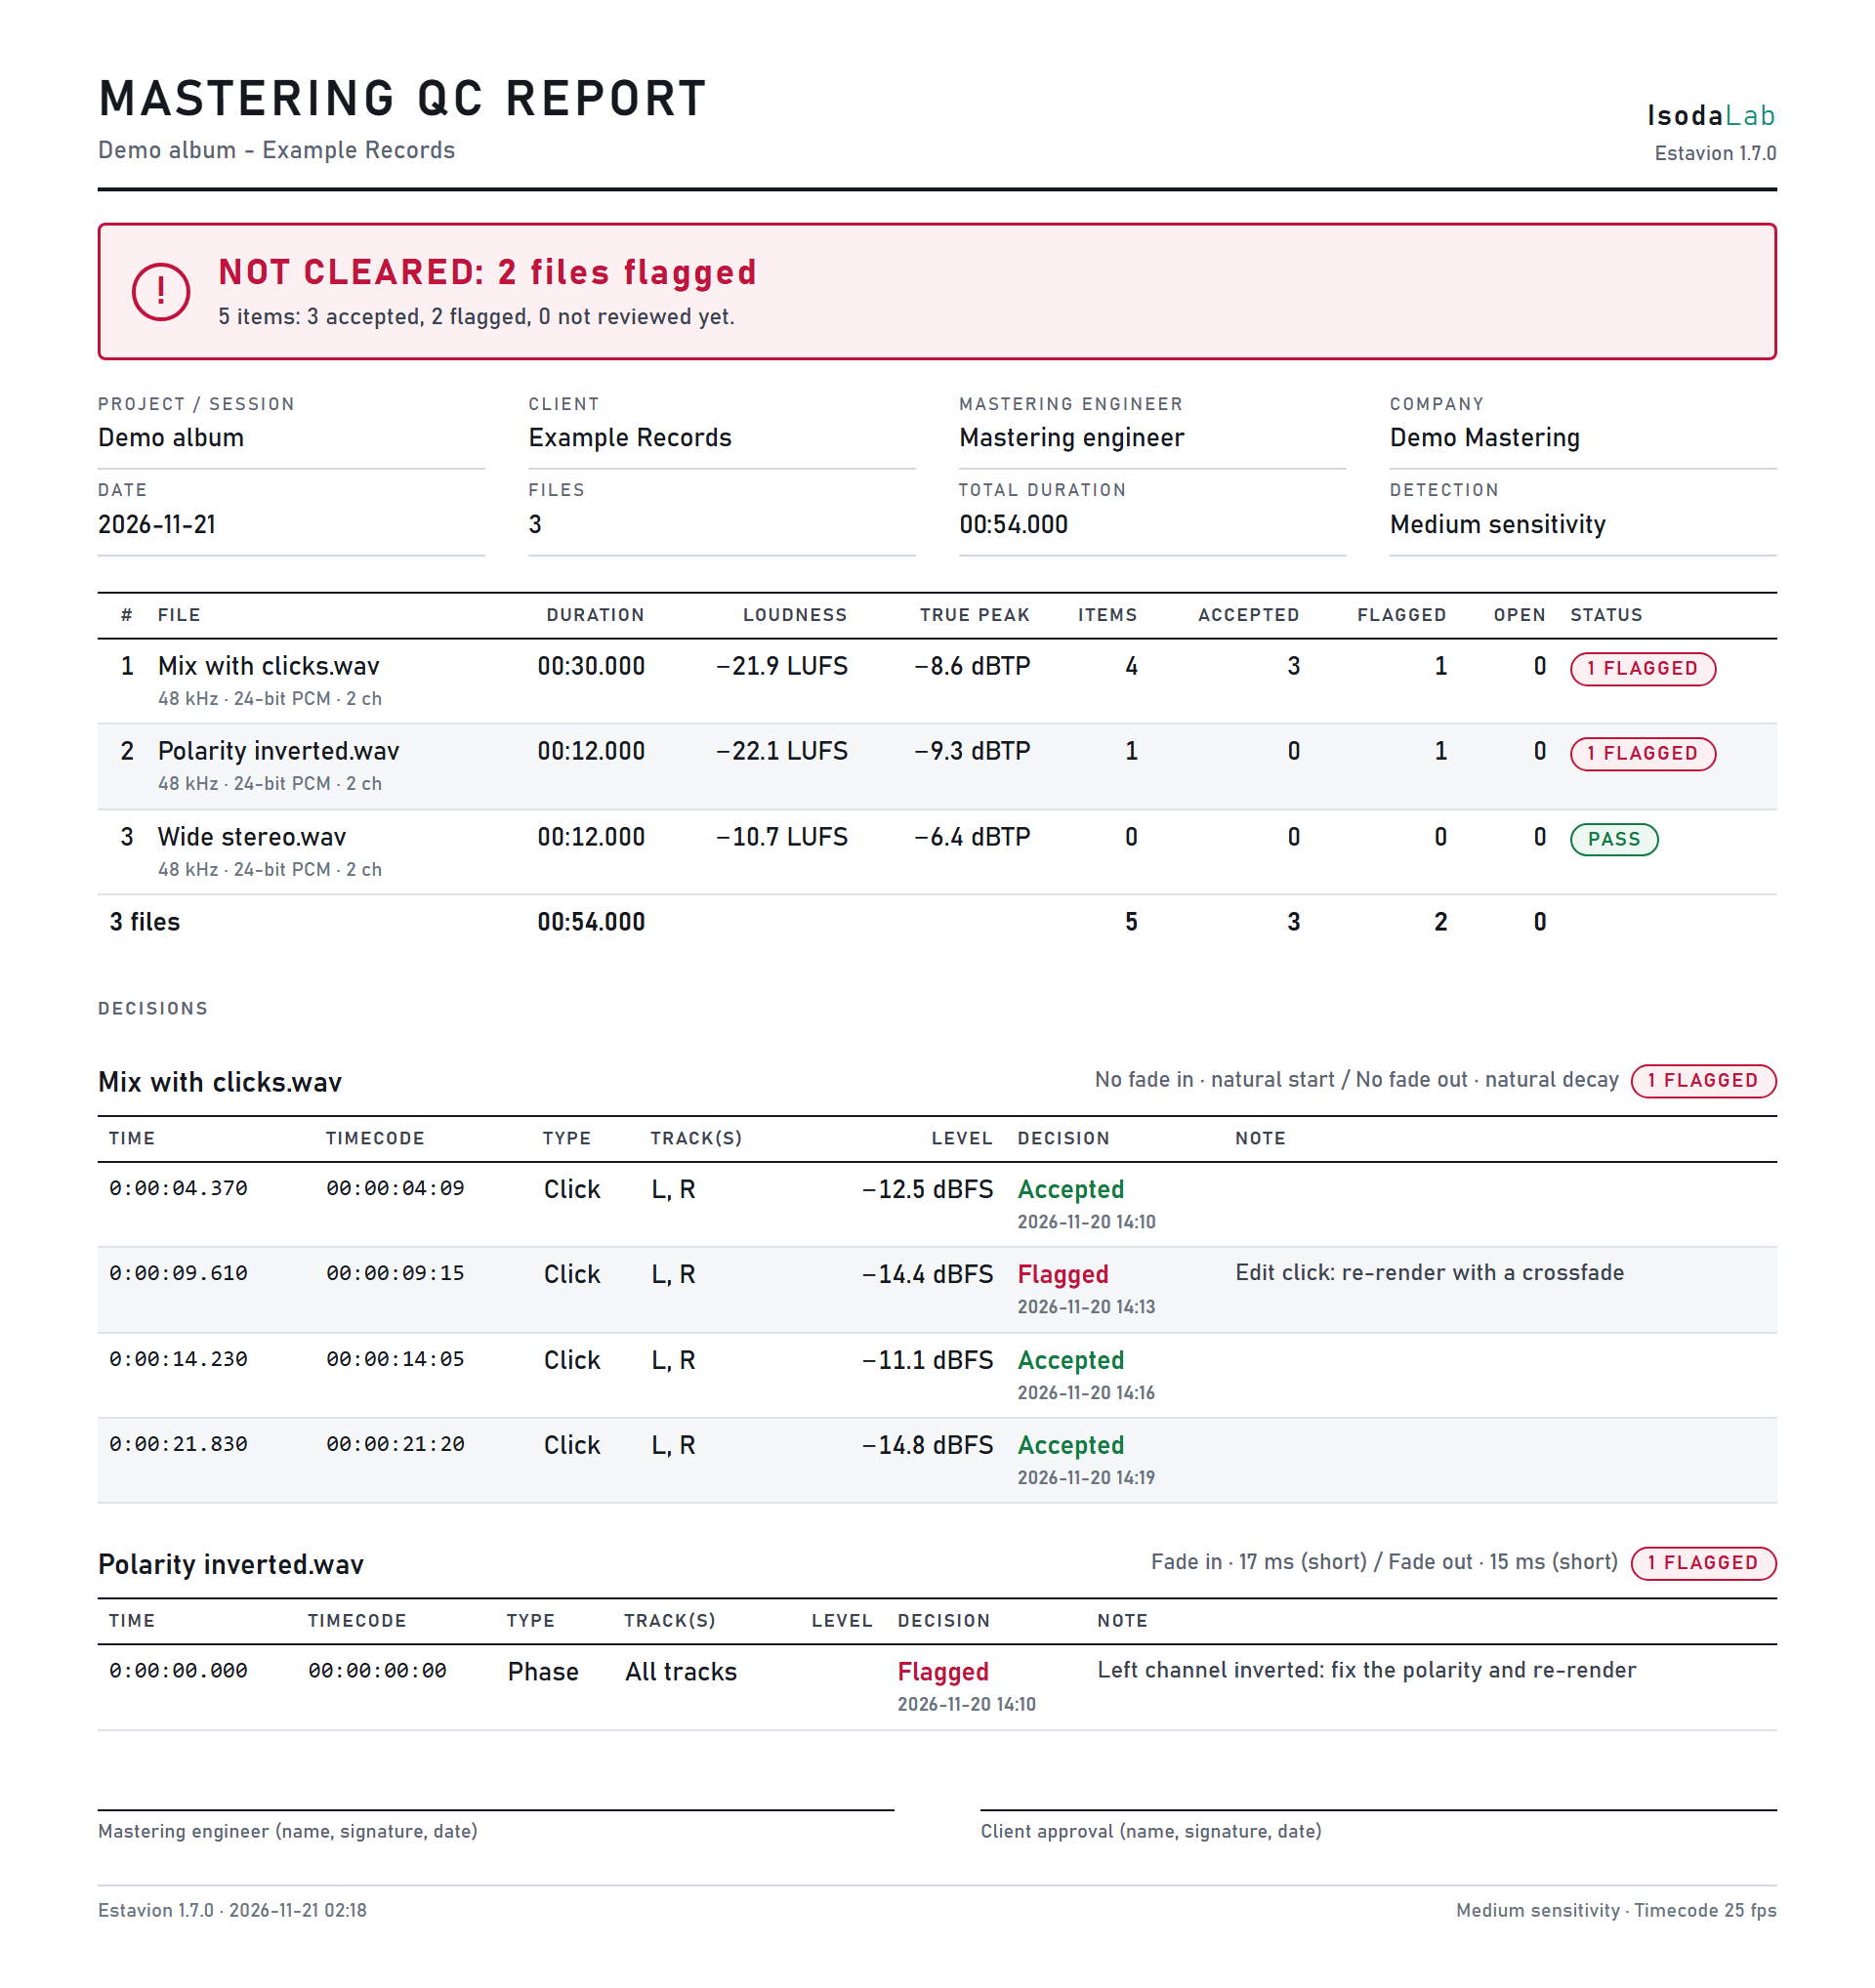 MASTERING QC REPORT
Demo album - Example Records
IsodaLab
Estavion 1.7.0
!
NOT CLEARED: 2 files flagged
5 items: 3 accepted, 2 flagged, 0 not reviewed yet.
PROJECT / SESSION CLIENT MASTERING ENGINEER COMPANY
Demo album Example Records Mastering engineer Demo Mastering
DATE FILES TOTAL DURATION DETECTION
2026-11-21 3 00:54.000 Medium sensitivity
# FILE DURATION LOUDNESS TRUE PEAK ITEMS ACCEPTED FLAGGED OPEN STATUS
1 Mix with clicks.wav 00:30.000 −21.9 LUFS −8.6 dBTP 4 3 1 0 1 FLAGGED
48 kHz · 24-bit PCM · 2 ch
2 Polarity inverted.wav 00:12.000 −22.1 LUFS −9.3 dBTP 1 0 1 0 1 FLAGGED
48 kHz · 24-bit PCM · 2 ch
3 Wide stereo.wav 00:12.000 −10.7 LUFS −6.4 dBTP 0 0 0 0 PASS
48 kHz · 24-bit PCM · 2 ch
3 files 00:54.000 5 3 2 0
DECISIONS
Mix with clicks.wav No fade in · natural start / No fade out · natural decay 1 FLAGGED
TIME TIMECODE TYPE TRACK(S) LEVEL DECISION NOTE
0:00:04.370 00:00:04:09 Click L, R −12.5 dBFS Accepted
2026-11-20 14:10
0:00:09.610 00:00:09:15 Click L, R −14.4 dBFS Flagged Edit click: re-render with a crossfade
2026-11-20 14:13
0:00:14.230 00:00:14:05 Click L, R −11.1 dBFS Accepted
2026-11-20 14:16
0:00:21.830 00:00:21:20 Click L, R −14.8 dBFS Accepted
2026-11-20 14:19
Polarity inverted.wav Fade in · 17 ms (short) / Fade out · 15 ms (short) 1 FLAGGED
TIME TIMECODE TYPE TRACK(S) LEVEL DECISION NOTE
0:00:00.000 00:00:00:00 Phase All tracks Flagged Left channel inverted: fix the polarity and re-render
2026-11-20 14:10
Mastering engineer (name, signature, date) Client approval (name, signature, date)
Estavion 1.7.0 · 2026-11-21 02:18 Medium sensitivity · Timecode 25 fps